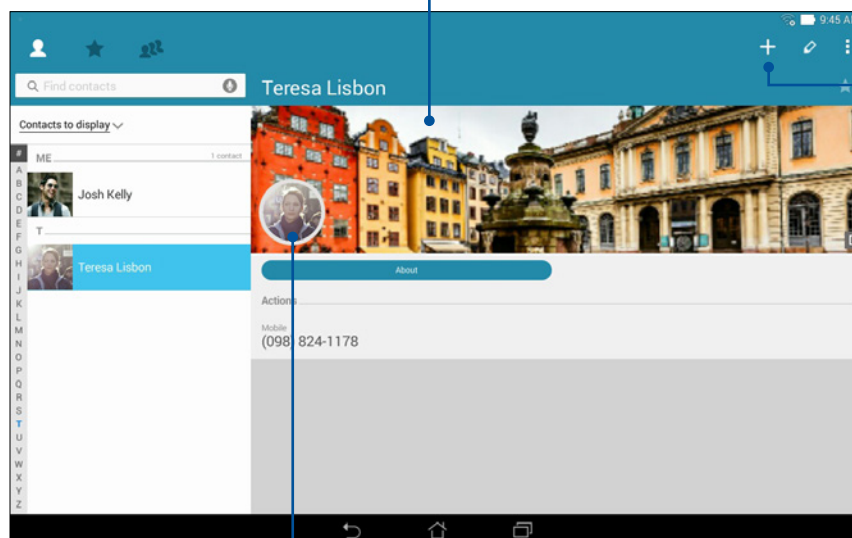 9:45 A
Find contacts
Teresa Lisbon
Contacts to display
#
ME
1 contact
A
B
C
D
Josh Kelly
E
F
T
G
H
I
Teresa Lisbon
About
J
K
Actions
L
M
Mobile
N
(098) 824-1178
O
P
Q
R
S
T
U
V
W
X
Y
Z